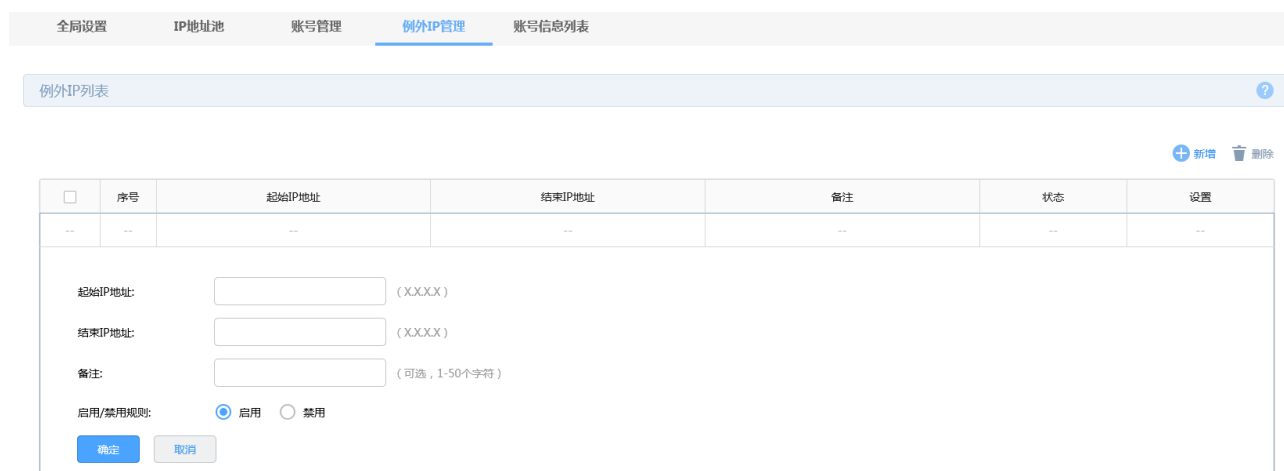 全局设置 IP地址池 账号管理 例外IP管理 账号信息列表
例外IP列表 ?
新增 删除
序号 起始IP地址 结束IP地址 备注 状态 设置
-- -- -- -- -- -- --
起始IP地址: （X.X.X.X）
结束IP地址: （X.X.X.X）
备注: （可选，1-50个字符）
启用/禁用规则: 启用 禁用
确定 取消